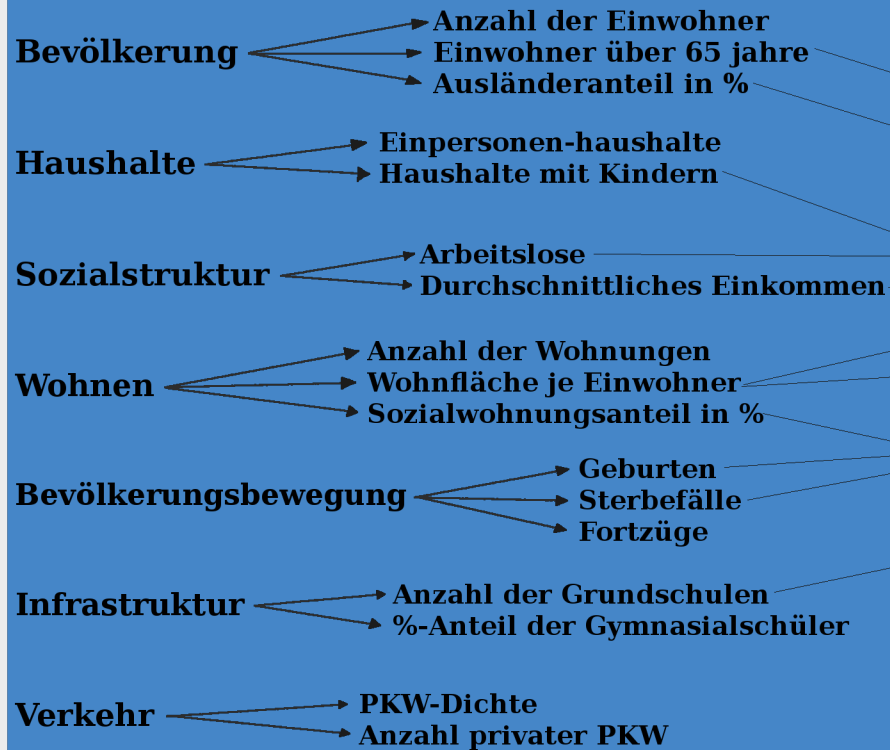 Bevölkerung
Anzahl der Einwohner
Einwohner über 65 jahre
Ausländeranteil in %
Haushalte
Einpersonen-haushalte
Haushalte mit Kindern
Sozialstruktur
Arbeitslose
Durchschnittliches Einkommen
Wohnen
Anzahl der Wohnungen
Wohnfläche je Einwohner
Sozialwohnungsanteil in %
Bevölkerungsbewegung
Geburten
Sterbefälle
Fortzüge
Infrastruktur
Anzahl der Grundschulen
%-Anteil der Gymnasialschüler
Verkehr
PKW-Dichte
Anzahl privater PKW